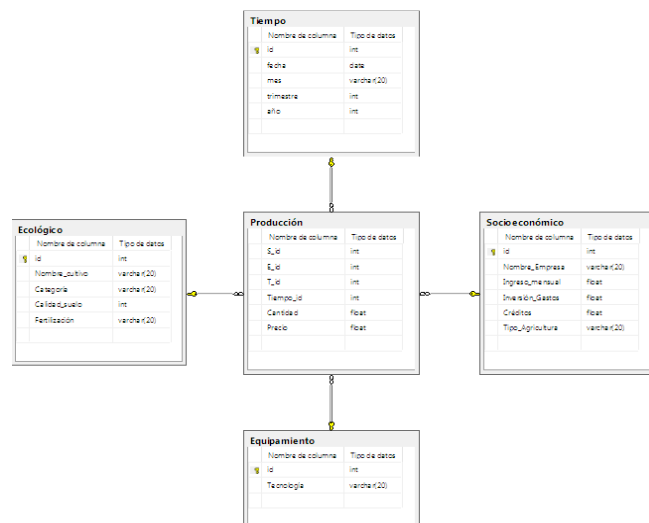 Tiempo
Nombre de columna Tipo de datos
id int
fecha date
mes varchar(20)
trimestre int
año int
Ecológico
Nombre de columna Tipo de datos
id int
Nombre_cultivo varchar(20)
Categoría varchar(20)
Calidad_suelo int
Fertilización varchar(20)
Producción
Nombre de columna Tipo de datos
S_id int
E_id int
T_id int
Tiempo_id int
Cantidad float
Precio float
Socioeconómico
Nombre de columna Tipo de datos
id int
Nombre_Empresa varchar(20)
Ingreso_mensual float
Inversión_Gastos float
Créditos float
Tipo_Agricultura varchar(20)
Equipamiento
Nombre de columna Tipo de datos
id int
Tecnología varchar(20)